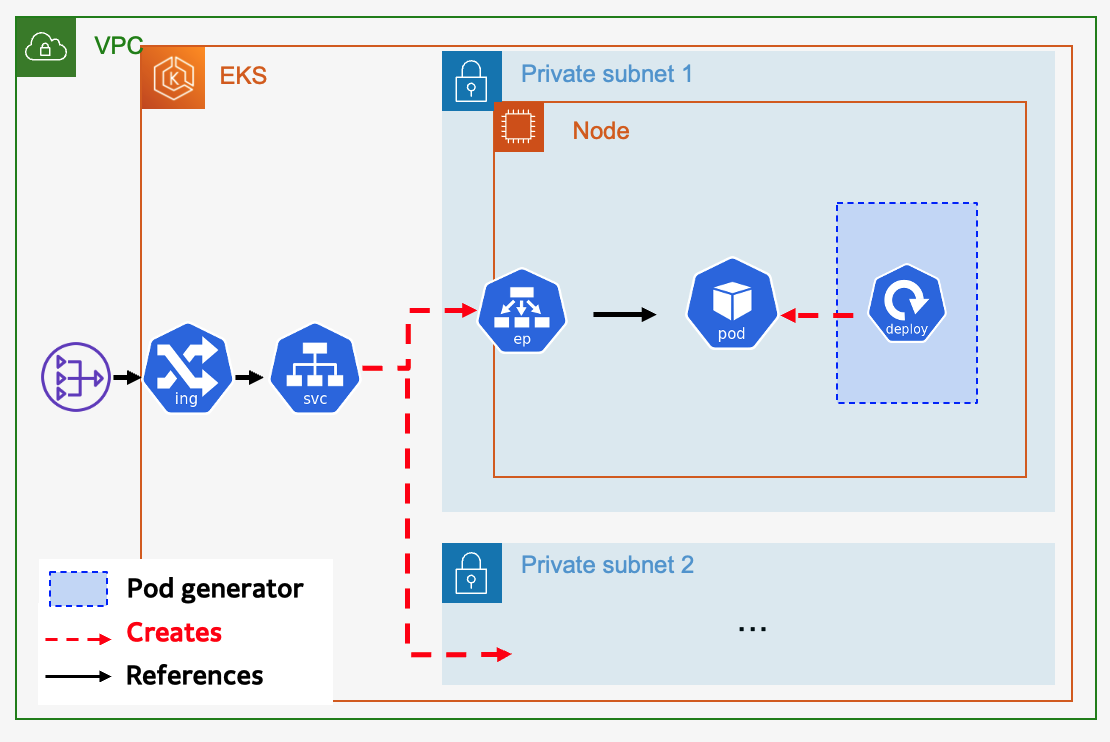 VPC
EKS
Private subnet 1
Node
ep
pod
deploy
ing
svc
Private subnet 2
...
Pod generator
Creates
References